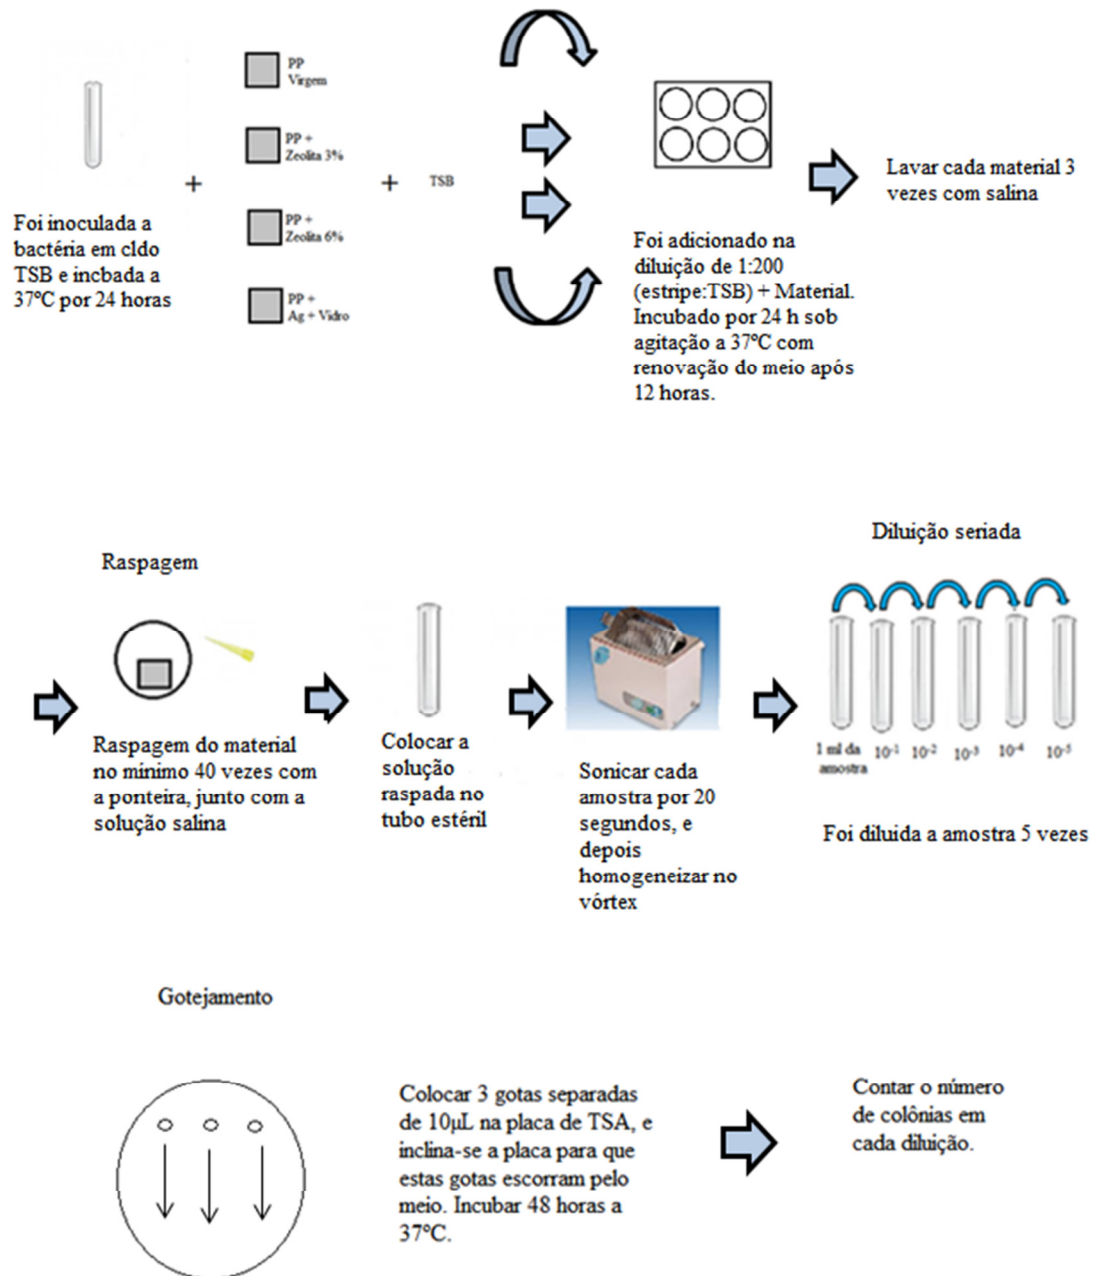 PP
Virgem
PP +
Zeolita 3%
PP +
Zeolita 6%
PP +
Ag + Vidro
+
+
TSB
Foi inoculada a
bactéria em cldo
TSB e incbada a
37ºC por 24 horas
Foi adicionado na
diluição de 1:200
(estripe:TSB) + Material.
Incubado por 24 h sob
agitação a 37ºC com
renovação do meio após
12 horas.
Lavar cada material 3
vezes com salina
Raspagem
Raspagem do material
no mínimo 40 vezes com
a ponteira, junto com a
solução salina
Colocar a
solução
raspada no
tubo estéril
Sonicar cada
amostra por 20
segundos, e
depois
homogeneizar no
vórtex
Diluição seriada
1 ml da
amostra
10⁻¹
10⁻²
10⁻³
10⁻⁴
10⁻⁵
Foi diluida a amostra 5 vezes
Gotejamento
Colocar 3 gotas separadas
de 10µL na placa de TSA, e
inclina-se a placa para que
estas gotas escorram pelo
meio. Incubar 48 horas a
37ºC.
Contar o número
de colônias em
cada diluição.